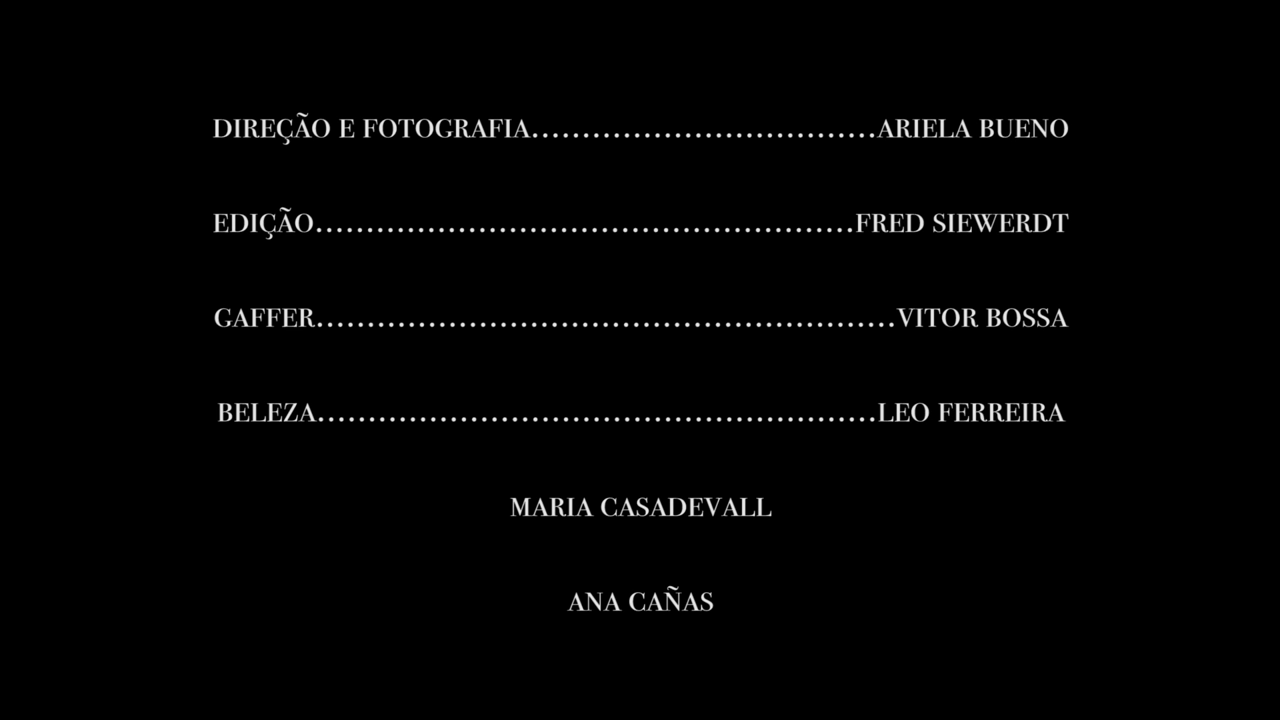 DIREÇÃO E FOTOGRAFIA..................................ARIELA BUENO
EDIÇÃO.....................................................FRED SIEWERDT
GAFFER.........................................................VITOR BOSSA
BELEZA.......................................................LEO FERREIRA
MARIA CASADEVALL
ANA CAÑAS